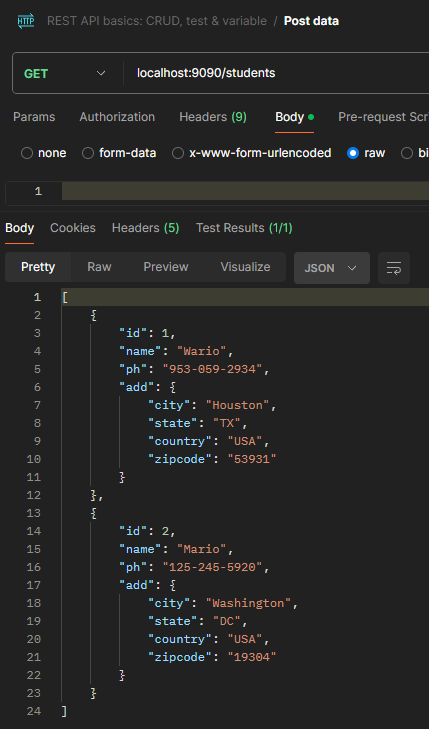 HTTP REST API basics: CRUD, test & variable / Post data
GET localhost:9090/students
Params Authorization Headers (9) Body Pre-request Scr
none form-data x-www-form-urlencoded raw bi
1
Body Cookies Headers (5) Test Results (1/1)
Pretty Raw Preview Visualize JSON
1 [
2 {
3 "id": 1,
4 "name": "Wario",
5 "ph": "953-059-2934",
6 "add": {
7 "city": "Houston",
8 "state": "TX",
9 "country": "USA",
10 "zipcode": "53931"
11 }
12 },
13 {
14 "id": 2,
15 "name": "Mario",
16 "ph": "125-245-5920",
17 "add": {
18 "city": "Washington",
19 "state": "DC",
20 "country": "USA",
21 "zipcode": "19304"
22 }
23 }
24 ]